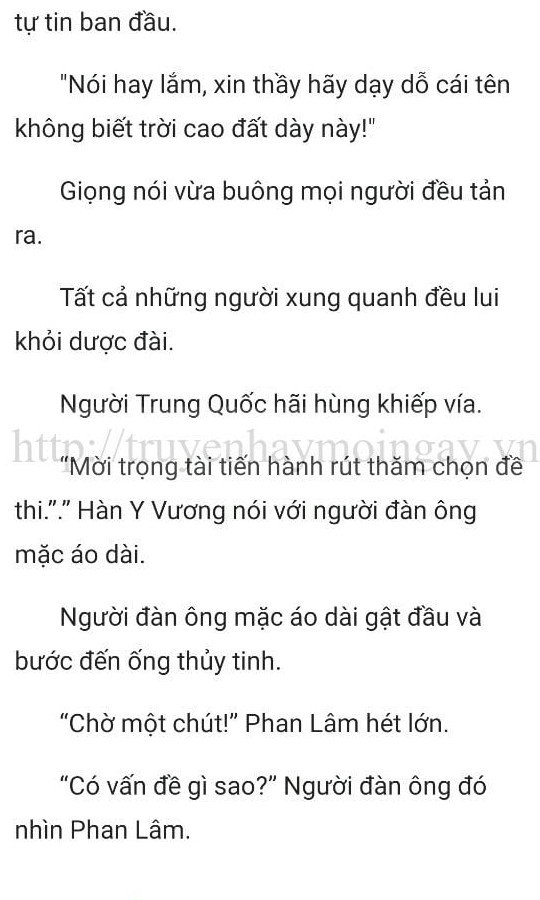 tự tin ban đầu.
"Nói hay lắm, xin thầy hãy dạy dỗ cái tên
không biết trời cao đất dày này!"
Giọng nói vừa buông mọi người đều tản
ra.
Tất cả những người xung quanh đều lui
khỏi dược đài.
Người Trung Quốc hãi hùng khiếp vía.
http://truyenhaymoingay.vn
“Mời trọng tài tiến hành rút thăm chọn đề
thi.”.” Hàn Y Vương nói với người đàn ông
mặc áo dài.
Người đàn ông mặc áo dài gật đầu và
bước đến ống thủy tinh.
“Chờ một chút!” Phan Lâm hét lớn.
“Có vấn đề gì sao?” Người đàn ông đó
nhìn Phan Lâm.